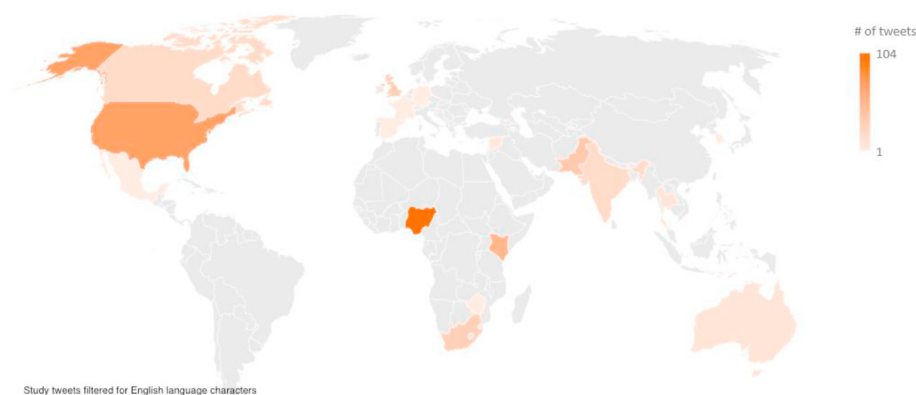 # of tweets
104
1
Study tweets filtered for English language characters